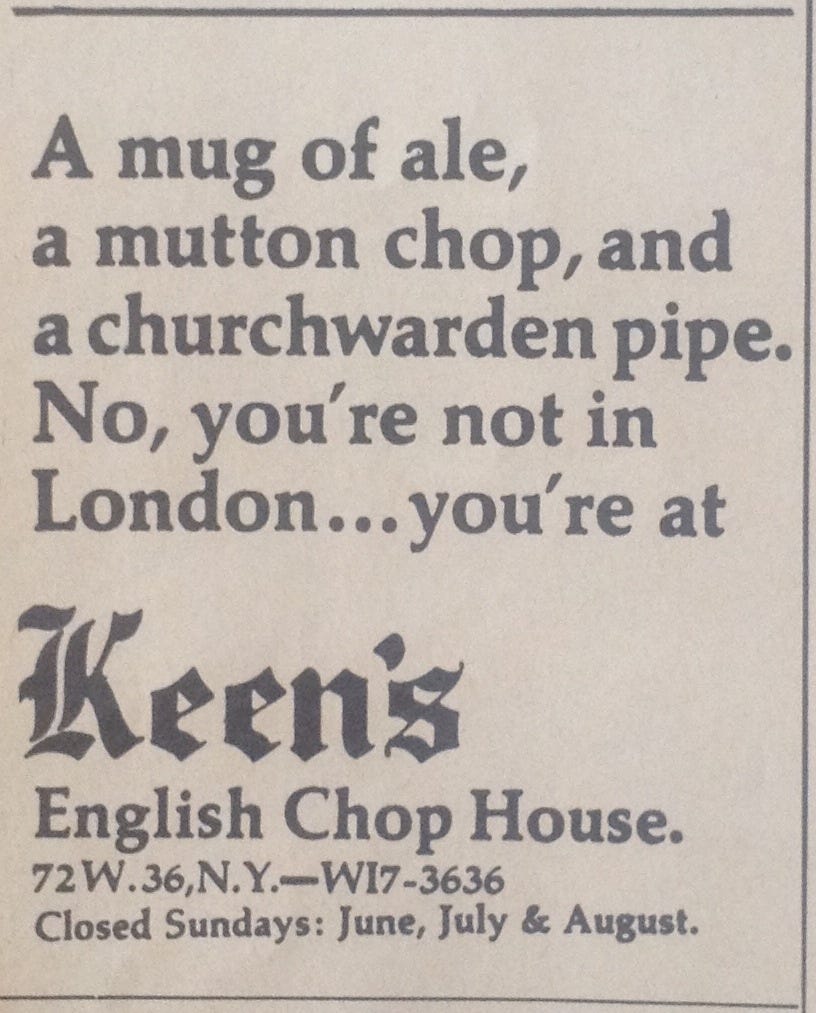 A mug of ale,
a mutton chop, and
a churchwarden pipe.
No, you're not in
London...you're at
Keen's
English Chop House.
72 W. 36, N.Y.—WI7-3636
Closed Sundays: June, July & August.